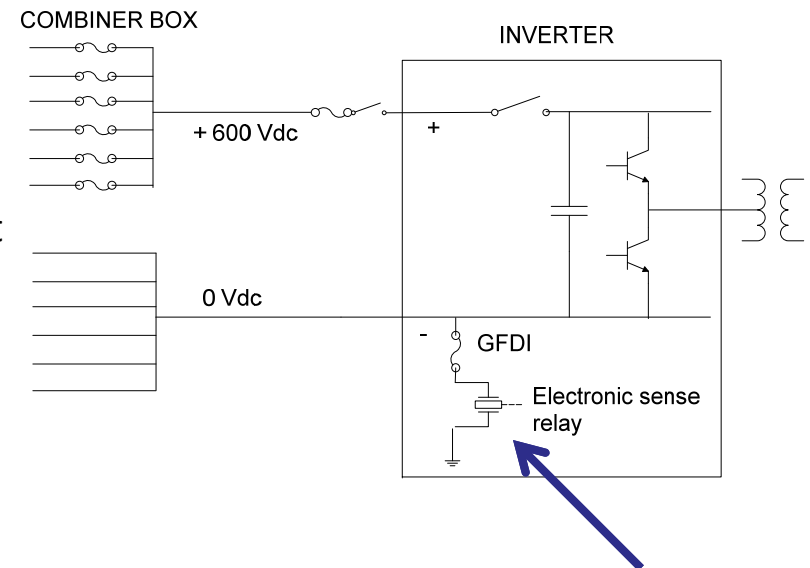 COMBINER BOX
INVERTER
+ 600 Vdc
+
0 Vdc
-
GFDI
Electronic sense
relay